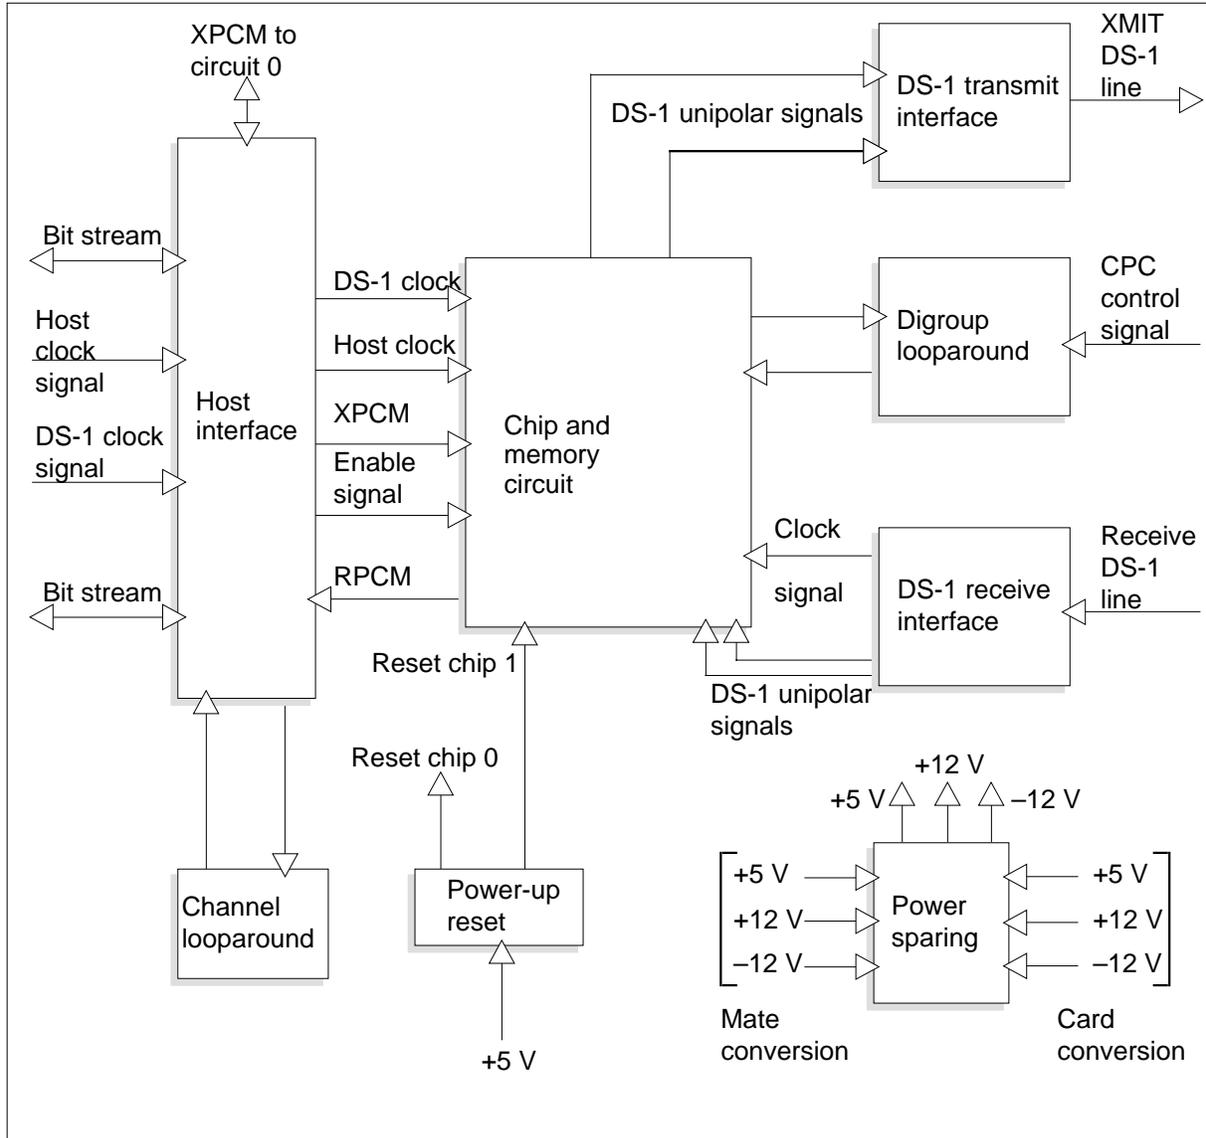 XPCM to
circuit 0
XMIT
DS-1
line
DS-1 transmit
interface
DS-1 unipolar signals
Bit stream
Host
clock
signal
DS-1 clock
signal
Bit stream
Host
interface
DS-1 clock
Host clock
XPCM
Enable
signal
RPCM
Chip and
memory
circuit
Digroup
looparound
CPC
control
signal
Clock
signal
DS-1 receive
interface
Receive
DS-1
line
DS-1 unipolar
signals
Reset chip 1
Reset chip 0
Channel
looparound
Power-up
reset
+5 V
+12 V
+5 V
–12 V
+5 V
+12 V
–12 V
Power
sparing
+5 V
+12 V
–12 V
Mate
conversion
Card
conversion